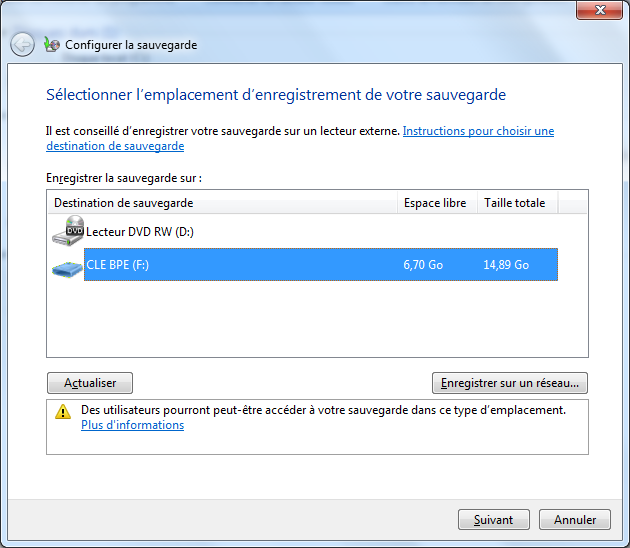 Configurer la sauvegarde
Sélectionner l'emplacement d'enregistrement de votre sauvegarde
Il est conseillé d'enregistrer votre sauvegarde sur un lecteur externe. Instructions pour choisir une
destination de sauvegarde
Enregistrer la sauvegarde sur :
Destination de sauvegarde Espace libre Taille totale
DVD
Lecteur DVD RW (D:)
CLE BPE (F:) 6,70 Go 14,89 Go
Actualiser Enregistrer sur un réseau...
Des utilisateurs pourront peut-être accéder à votre sauvegarde dans ce type d'emplacement.
Plus d'informations
Suivant Annuler